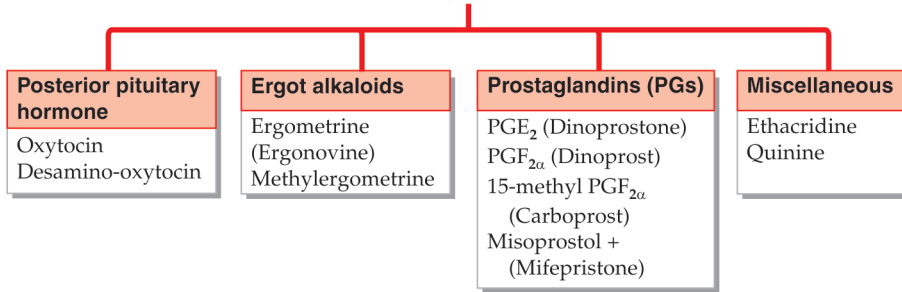 Posterior pituitary
hormone
Oxytocin
Desamino-oxytocin
Ergot alkaloids
Ergometrine
(Ergonovine)
Methylergometrine
Prostaglandins (PGs)
PGE₂ (Dinoprostone)
PGF₂α (Dinoprost)
15-methyl PGF₂α
(Carboprost)
Misoprostol +
(Mifepristone)
Miscellaneous
Ethacridine
Quinine